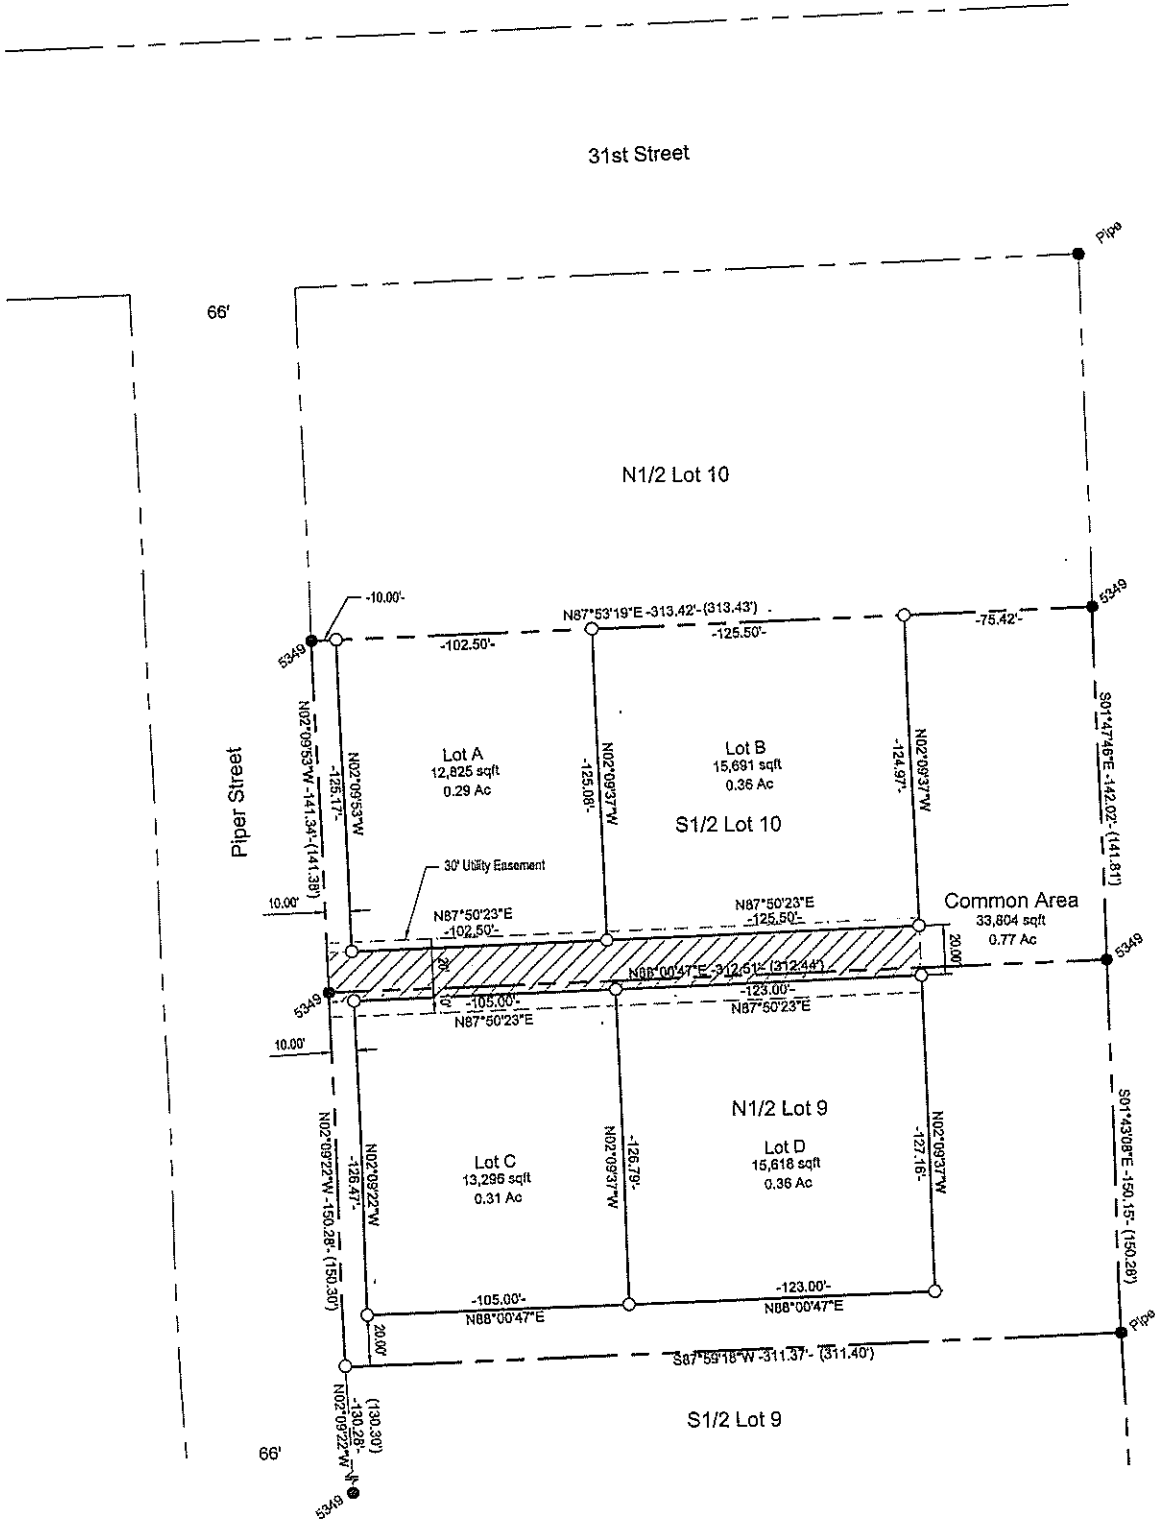 31st Street
Pipe
66'
N1/2 Lot 10
-10.00'-
N87°53'19"E -313.42'- (313.43')
5349
5349
-102.50'-
-125.50'-
-75.42'-
N02°09'53"W -141.34'- (141.38')
N02°09'53"W
-125.17'-
Lot A
12,825 sqft
0.29 Ac
N02°09'37"W
-125.08'-
Lot B
15,691 sqft
0.36 Ac
N02°09'37"W
-124.97'-
S01°47'46"E -142.02'- (141.81')
Piper Street
S1/2 Lot 10
30' Utility Easement
10.00'
N87°50'23"E
-102.50'-
N87°50'23"E
-125.50'-
Common Area
33,804 sqft
0.77 Ac
20.00'
20'
10'
N88°00'47"E -312.51'- (312.44')
5349
5349
-105.00'-
N87°50'23"E
-123.00'-
N87°50'23"E
10.00'
N02°09'22"W -150.28'- (150.30')
N02°09'22"W
-126.47'-
Lot C
13,296 sqft
0.31 Ac
N02°09'37"W
-126.79'-
N1/2 Lot 9
Lot D
15,618 sqft
0.36 Ac
N02°09'37"W
-127.16'-
S01°43'08"E -150.15'- (150.28')
-105.00'-
N88°00'47"E
-123.00'-
N88°00'47"E
20.00'
Pipe
S87°59'18"W -311.37'- (311.40')
(130.30')
-130.28'-
N02°09'22"W
S1/2 Lot 9
66'
5349